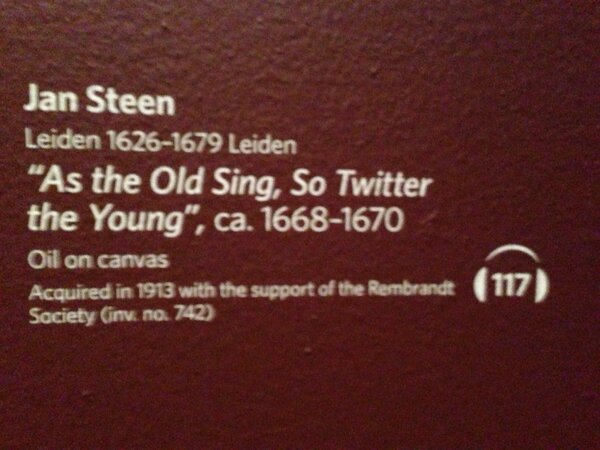 Jan Steen
Leiden 1626-1679 Leiden
"As the Old Sing, So Twitter
the Young", ca. 1668-1670
Oil on canvas
Acquired in 1913 with the support of the Rembrandt
Society (inv. no. 742)
117